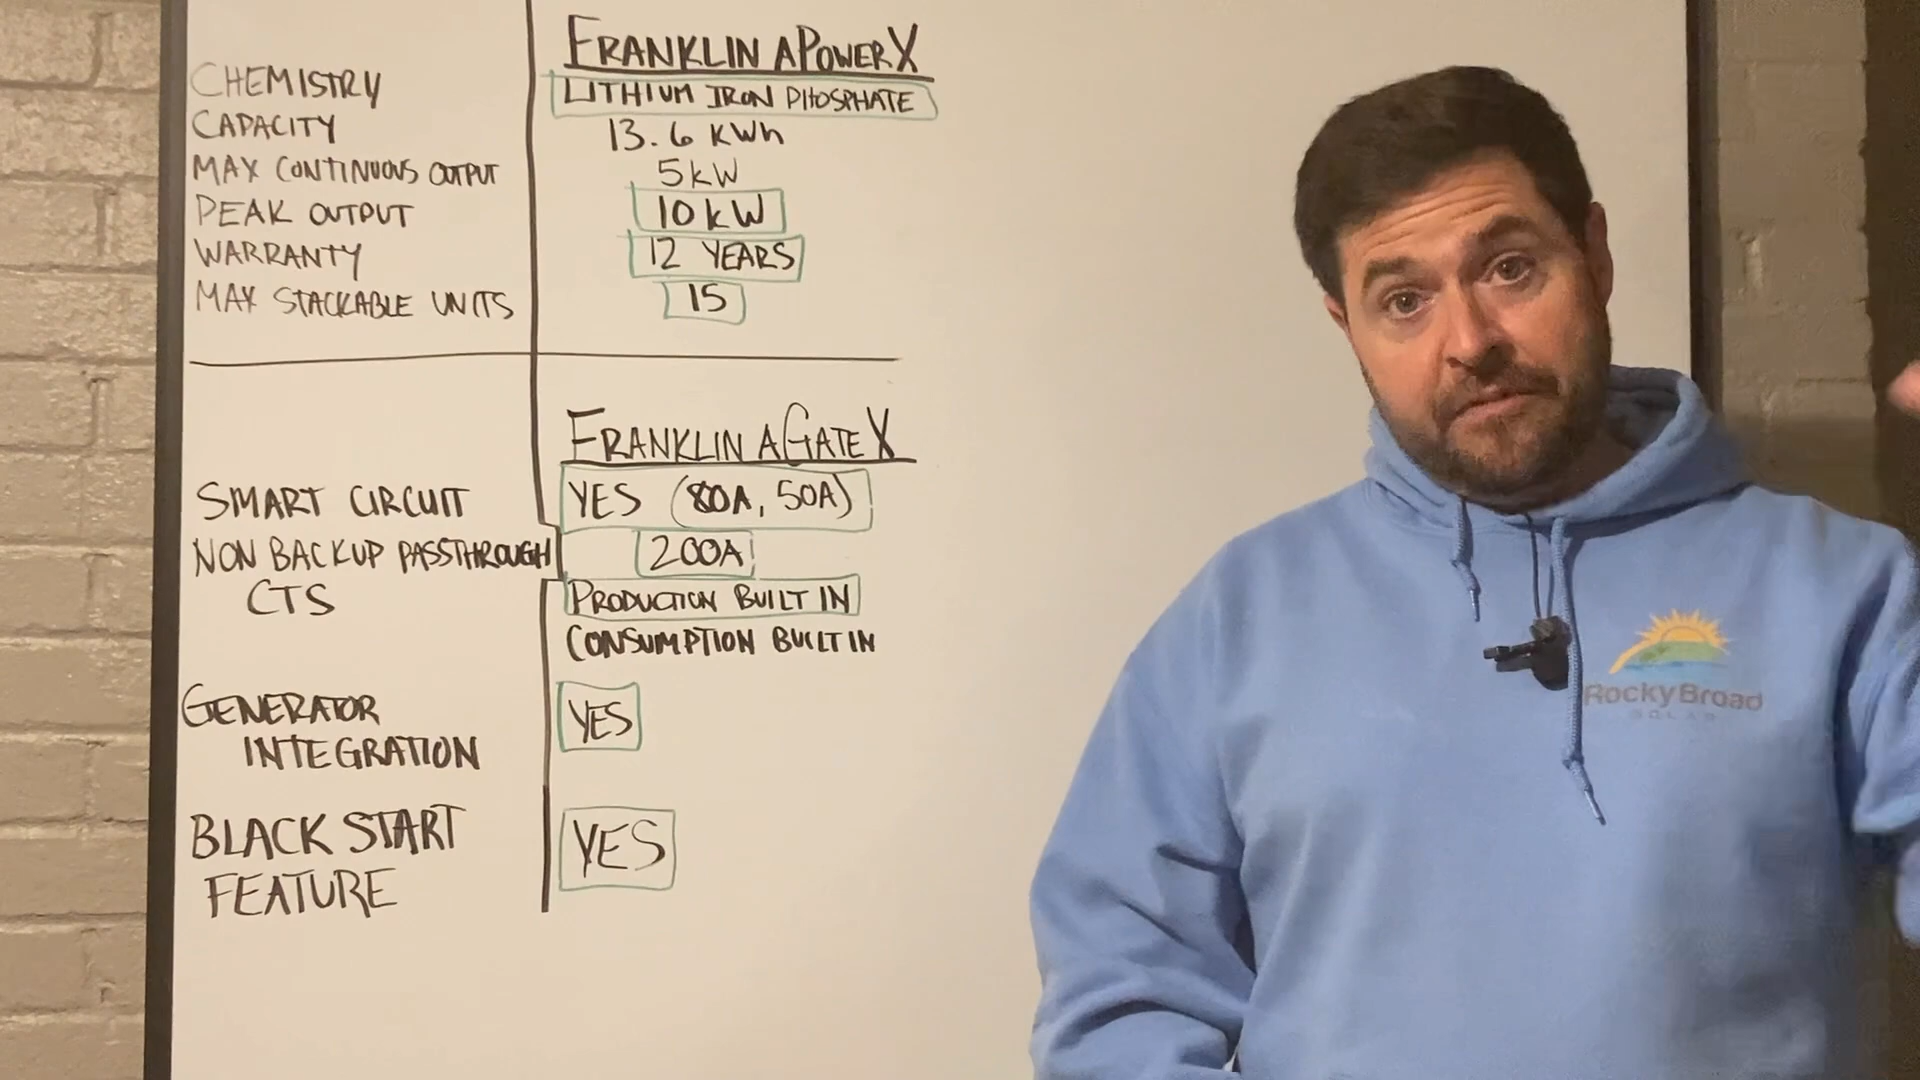 FRANKLIN APOWER X
CHEMISTRY LITHIUM IRON PHOSPHATE
CAPACITY 13.6 KWh
MAX CONTINUOUS OUTPUT 5KW
PEAK OUTPUT 10KW
WARRANTY 12 YEARS
MAX STACKABLE UNITS 15
FRANKLIN AGATE X
SMART CIRCUIT YES (80A, 50A)
NON BACKUP PASSTHROUGH 200A
CTS PRODUCTION BUILT IN
CONSUMPTION BUILT IN
GENERATOR YES
INTEGRATION
BLACK START YES
FEATURE
RockyBroad
SOLAR